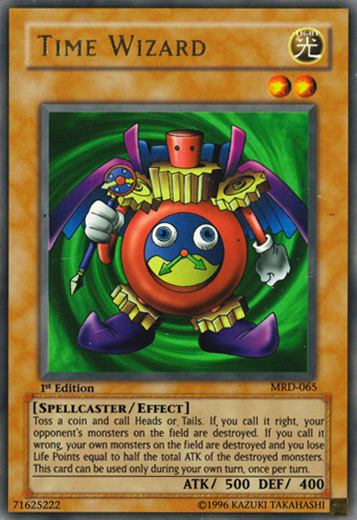 TIME WIZARD
LIGHT
光
1st Edition
MRD-065
[SPELLCASTER/EFFECT]
Toss a coin and call Heads or Tails. If, you call it right, your
opponent's monsters on the field are destroyed. If you call it
wrong, your own monsters on the field are destroyed and you lose
Life Points equal to half the total ATK of the destroyed monsters.
This card can be used only during your own turn, once per turn.
ATK/ 500 DEF/ 400
71625222
©1996 KAZUKI TAKAHASHI